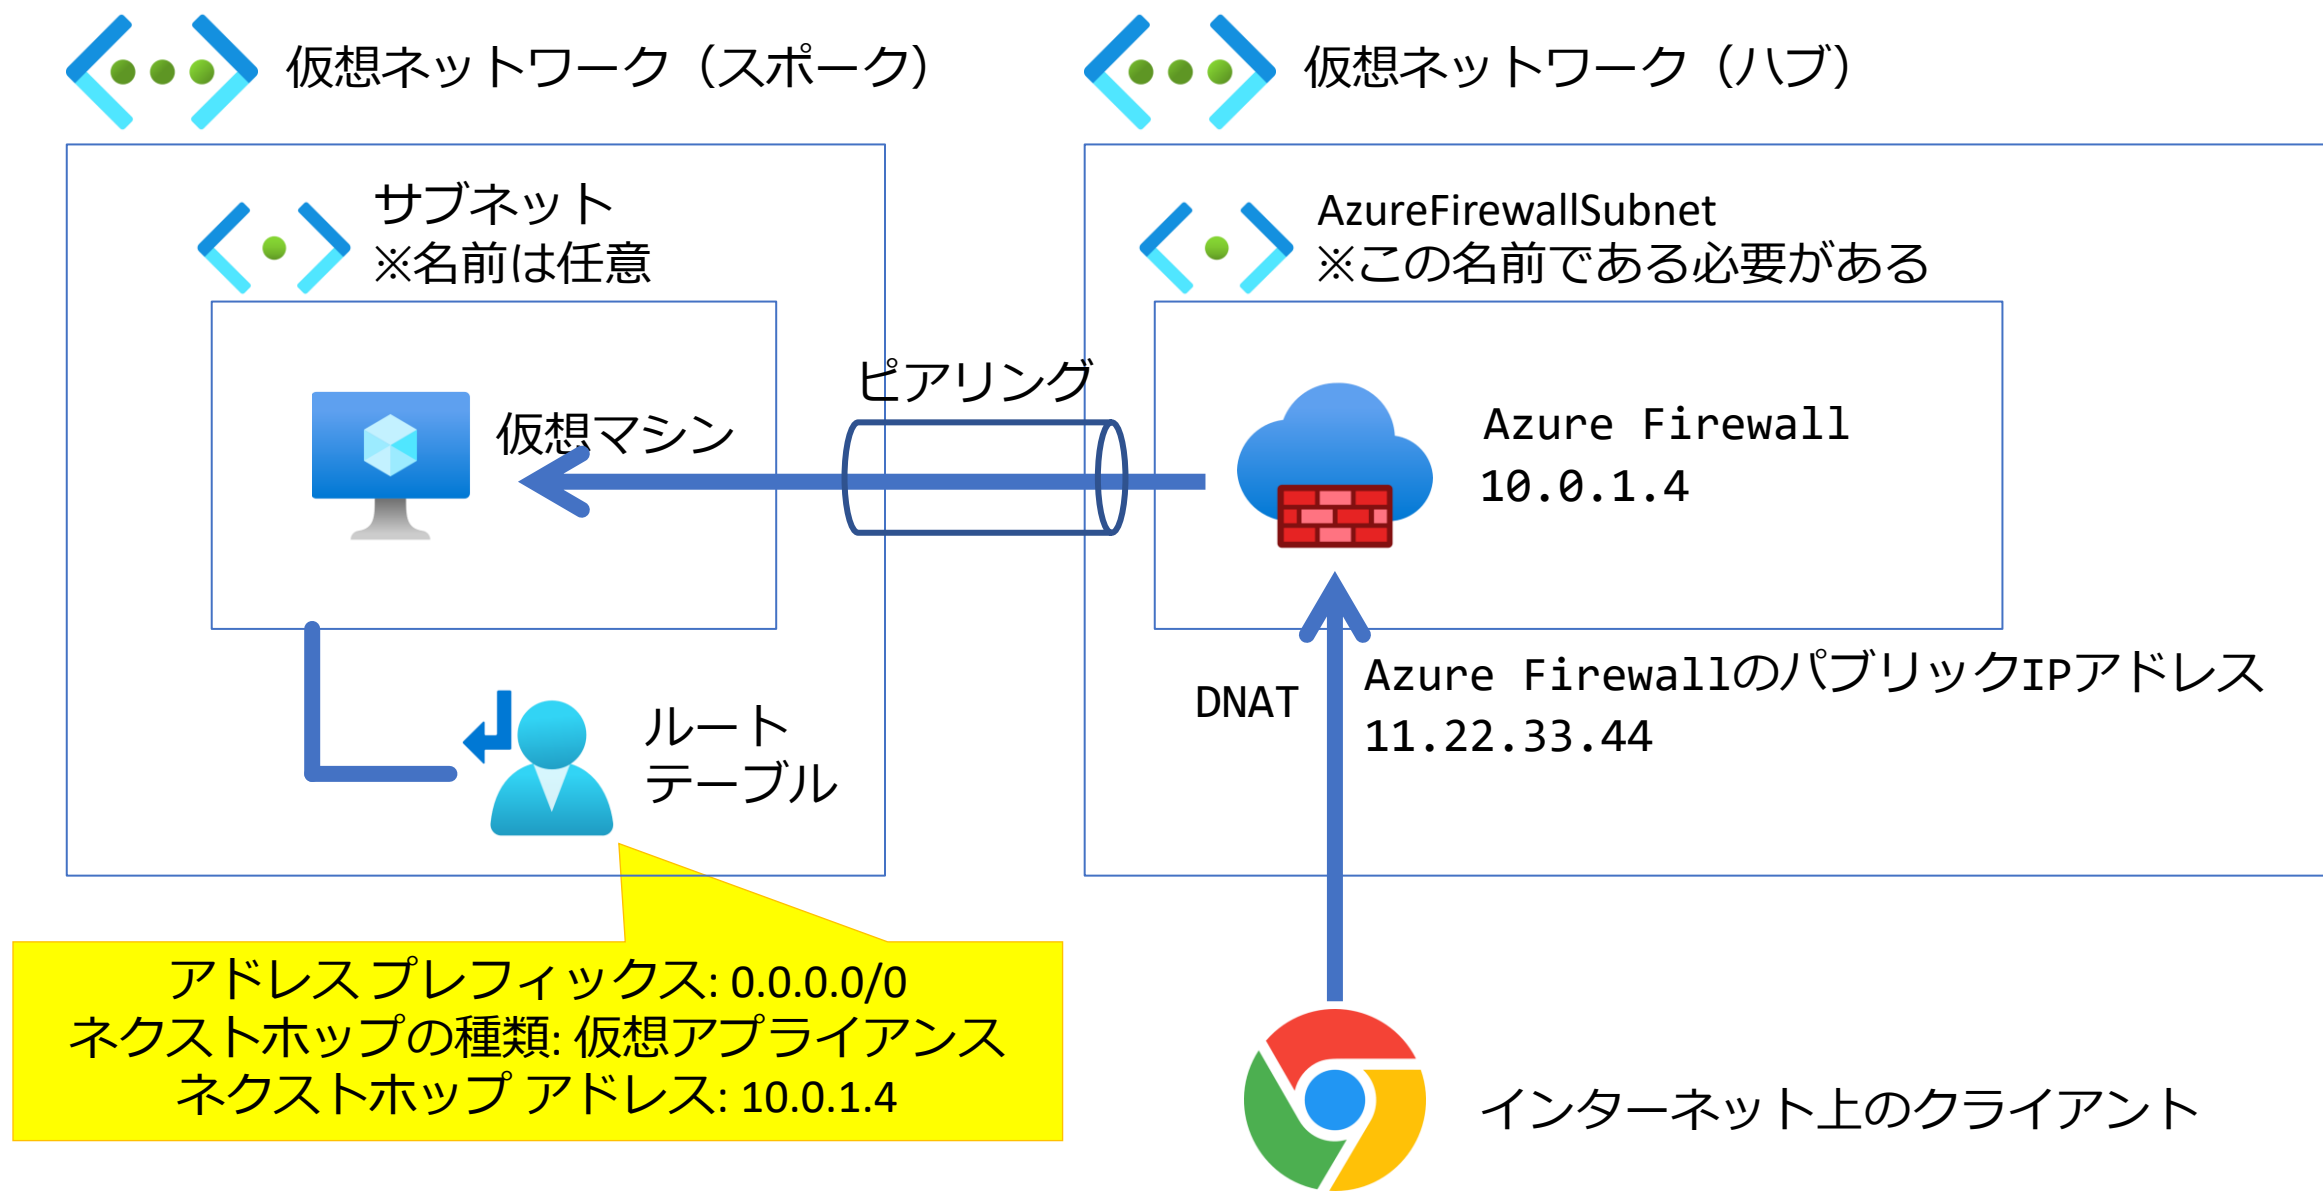 仮想ネットワーク（スポーク）
仮想ネットワーク（ハブ）
サブネット
※名前は任意
AzureFirewallSubnet
※この名前である必要がある
ピアリング
仮想マシン
Azure Firewall
10.0.1.4
ルート
テーブル
DNAT
Azure FirewallのパブリックIPアドレス
11.22.33.44
アドレス プレフィックス: 0.0.0.0/0
ネクストホップの種類: 仮想アプライアンス
ネクストホップ アドレス: 10.0.1.4
インターネット上のクライアント